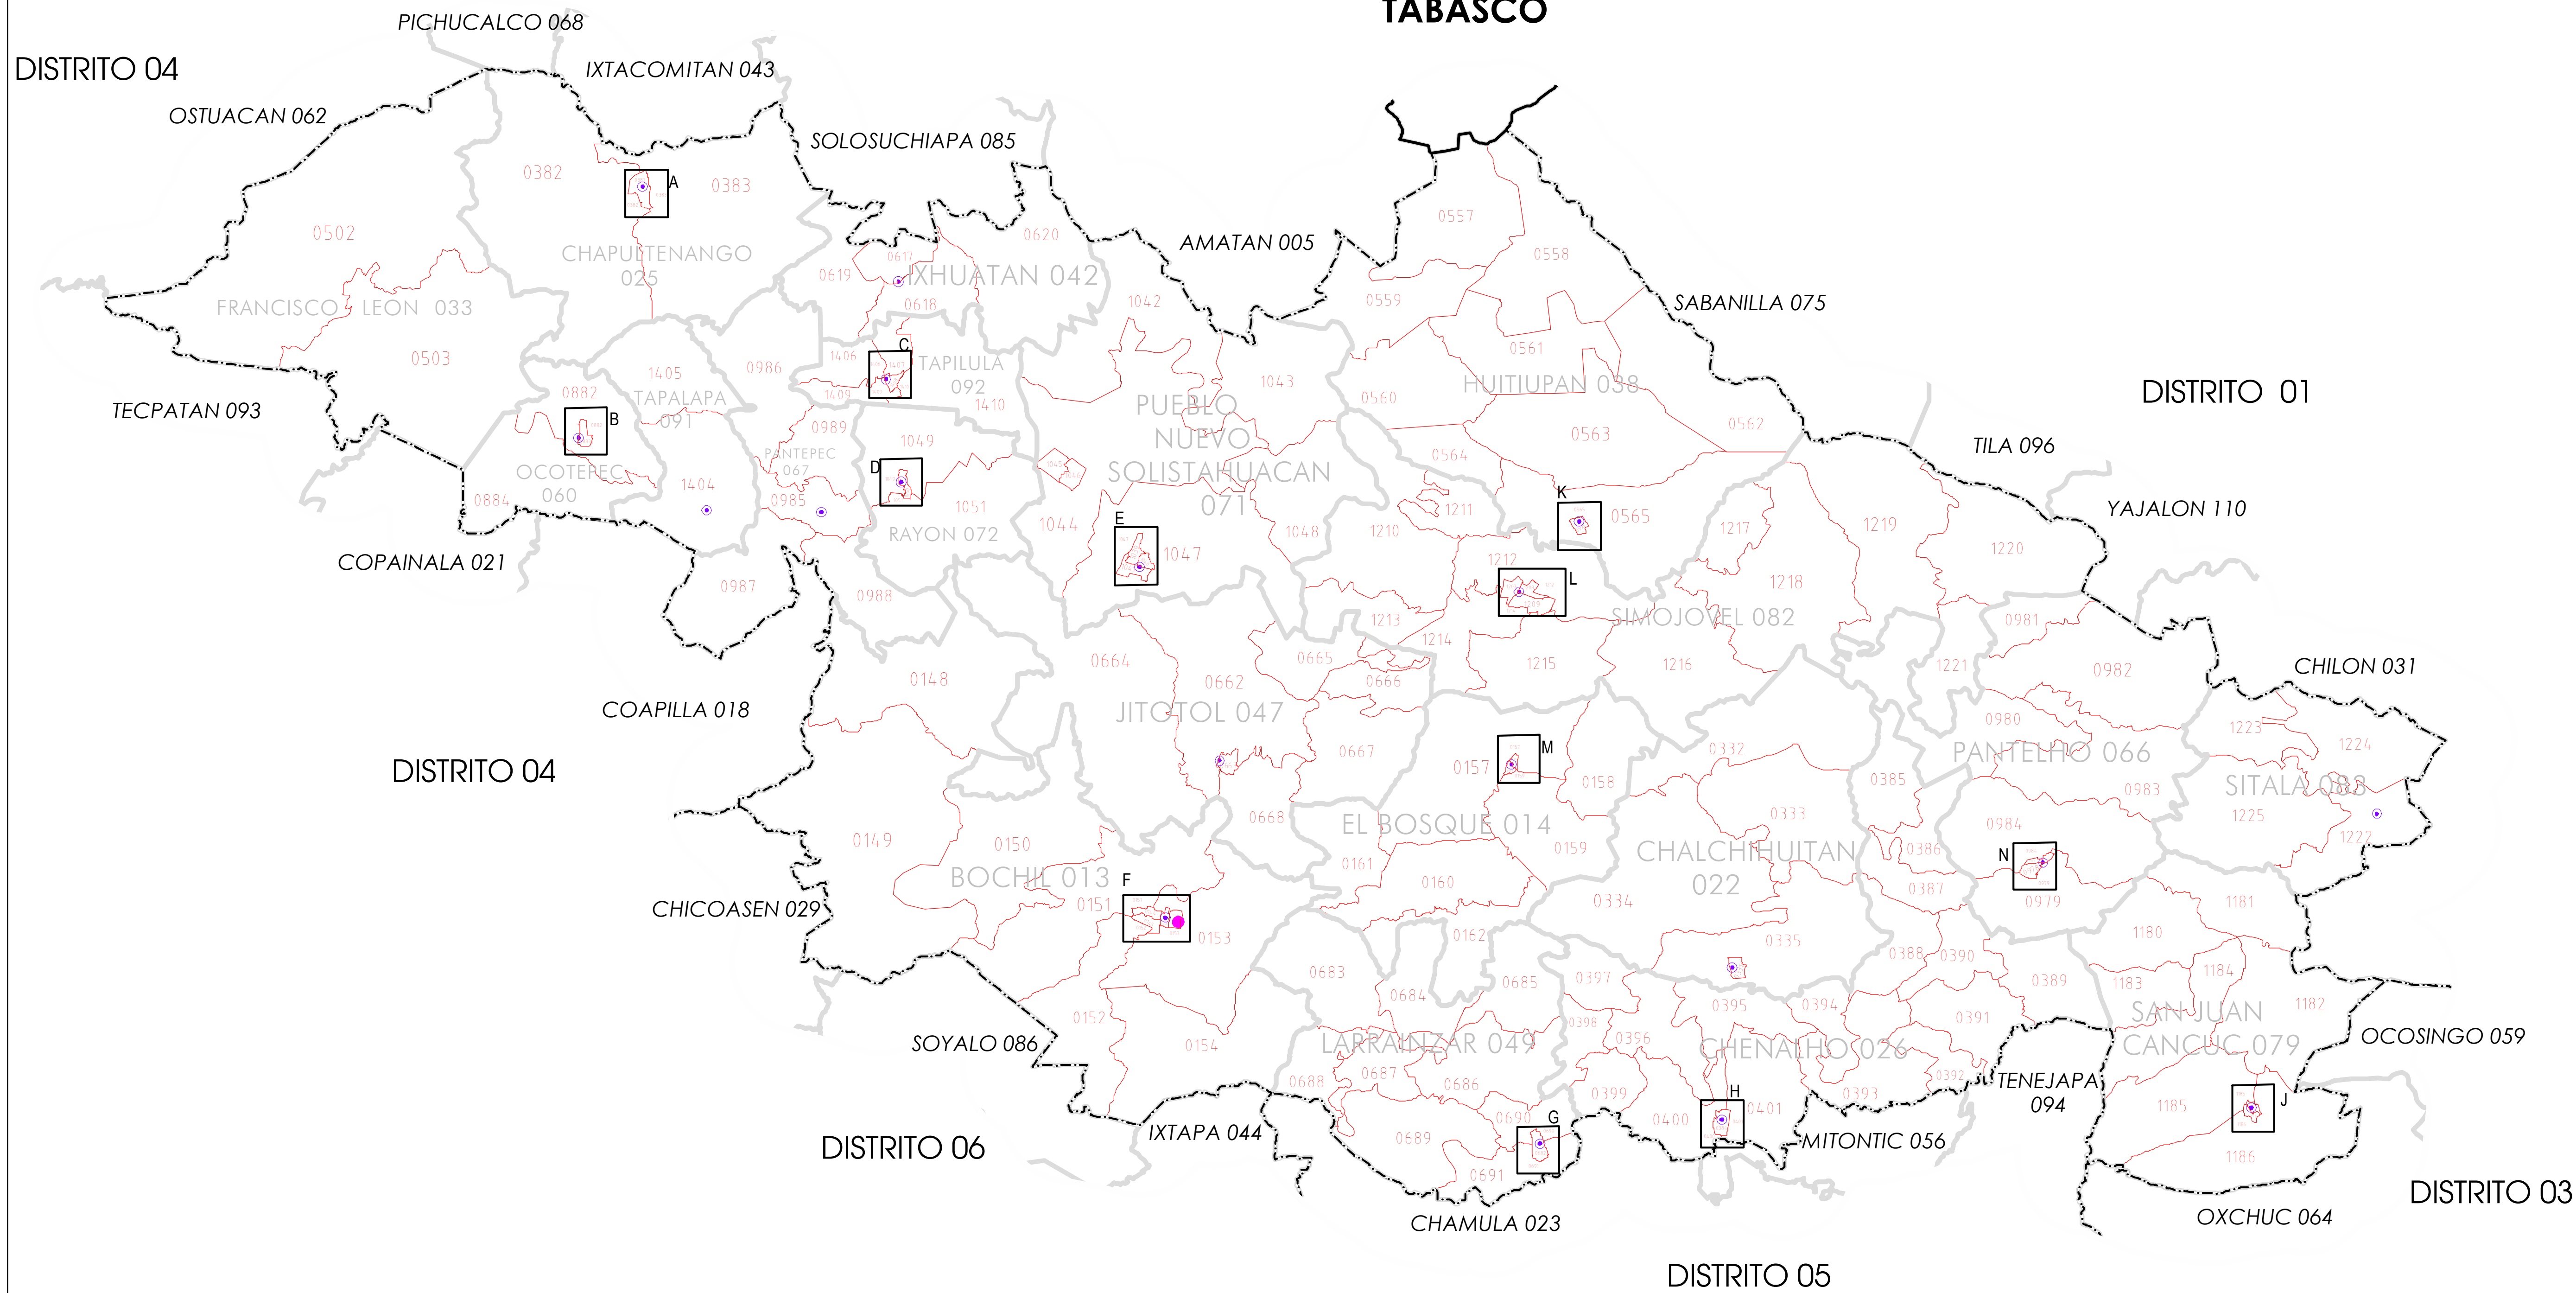 TABASCO
PICHUCALCO 068
DISTRITO 04
IXTACOMITAN 043
OSTUACAN 062
SOLOSUCHIAPA 085
0382
A
0383
0557
0502
0620
AMATAN 005
CHAPULTENANGO
025
0617
0558
0619
IXHUATAN 042
0559
1042
SABANILLA 075
FRANCISCO LEON 033
0618
0503
C
1406
0561
1405
0986
TAPILULA
092
1043
HUITIUPAN 038
DISTRITO 01
0882
1409
TAPALAPA
091
0560
TECPATAN 093
1410
PUEBLO
NUEVO
SOLISTAHUACAN
071
B
0989
0562
1049
0563
TILA 096
PANTEPEC
067
0564
D
OCOTEPEC
060
1404
0884
0985
1051
K
1211
0565
YAJALON 110
RAYON 072
1044
E
1047
1048
1210
1217
1219
COPAINALA 021
1212
L
1220
0987
0988
1218
SIMOJOVEL 082
1213
1214
0981
0664
0665
1215
1216
1221
0148
0662
0666
0982
CHILON 031
COAPILLA 018
JITOTOL 047
0980
1223
0667
M
0332
PANTELHO 066
1224
DISTRITO 04
0157
0158
0385
SITALA 083
0983
0668
0333
1225
0149
0150
EL BOSQUE 014
0984
1222
0159
CHALCHIHUITAN
022
0386
0161
N
BOCHIL 013
F
0160
0387
0151
0334
0979
1181
CHICOASEN 029
0153
0162
0335
1180
0388
0390
0683
0685
0397
0389
1184
0684
1183
0395
0394
1182
SAN JUAN
CANCUC 079
0152
0398
0391
SOYALO 086
0154
LARRAINZAR 049
0396
CHENALHO 026
OCOSINGO 059
0688
0687
0686
0392
TENEJAPA
094
0399
H
0393
0690
G
0400
0401
1185
J
IXTAPA 044
0689
DISTRITO 06
MITONTIC 056
1186
0691
DISTRITO 03
CHAMULA 023
OXCHUC 064
DISTRITO 05